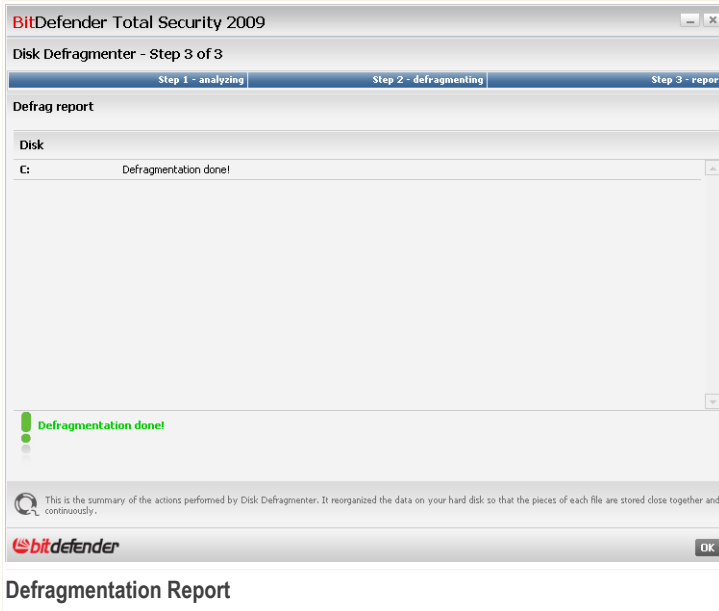 BitDefender Total Security 2009
Disk Defragmenter - Step 3 of 3
Step 1 - analyzing
Step 2 - defragmenting
Step 3 - repor
Defrag report
Disk
C: Defragmentation done!
Defragmentation done!
This is the summary of the actions performed by Disk Defragmenter. It reorganized the data on your hard disk so that the pieces of each file are stored close together and
continuously.
bitdefender
OK
Defragmentation Report